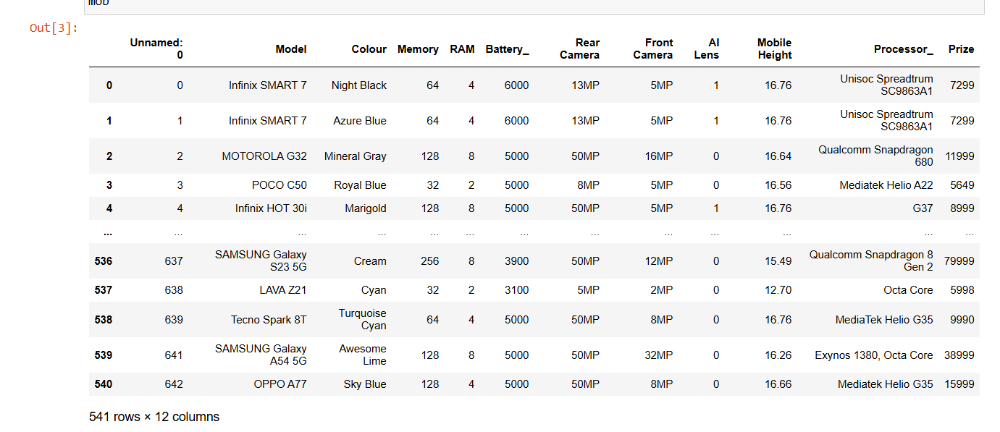 mob
Out[3]:
Unnamed: 0 Model Colour Memory RAM Battery_ Rear Camera Front Camera AI Lens Mobile Height Processor_ Prize
0 0 Infinix SMART 7 Night Black 64 4 6000 13MP 5MP 1 16.76 Unisoc Spreadtrum SC9863A1 7299
1 1 Infinix SMART 7 Azure Blue 64 4 6000 13MP 5MP 1 16.76 Unisoc Spreadtrum SC9863A1 7299
2 2 MOTOROLA G32 Mineral Gray 128 8 5000 50MP 16MP 0 16.64 Qualcomm Snapdragon 680 11999
3 3 POCO C50 Royal Blue 32 2 5000 8MP 5MP 0 16.56 Mediatek Helio A22 5649
4 4 Infinix HOT 30i Marigold 128 8 5000 50MP 5MP 1 16.76 G37 8999
... ... ... ... ... ... ... ... ... ... ... ... ...
536 637 SAMSUNG Galaxy S23 5G Cream 256 8 3900 50MP 12MP 0 15.49 Qualcomm Snapdragon 8 Gen 2 79999
537 638 LAVA Z21 Cyan 32 2 3100 5MP 2MP 0 12.70 Octa Core 5998
538 639 Tecno Spark 8T Turquoise Cyan 64 4 5000 50MP 8MP 0 16.76 MediaTek Helio G35 9990
539 641 SAMSUNG Galaxy A54 5G Awesome Lime 128 8 5000 50MP 32MP 0 16.26 Exynos 1380, Octa Core 38999
540 642 OPPO A77 Sky Blue 128 4 5000 50MP 8MP 0 16.66 Mediatek Helio G35 15999
541 rows × 12 columns